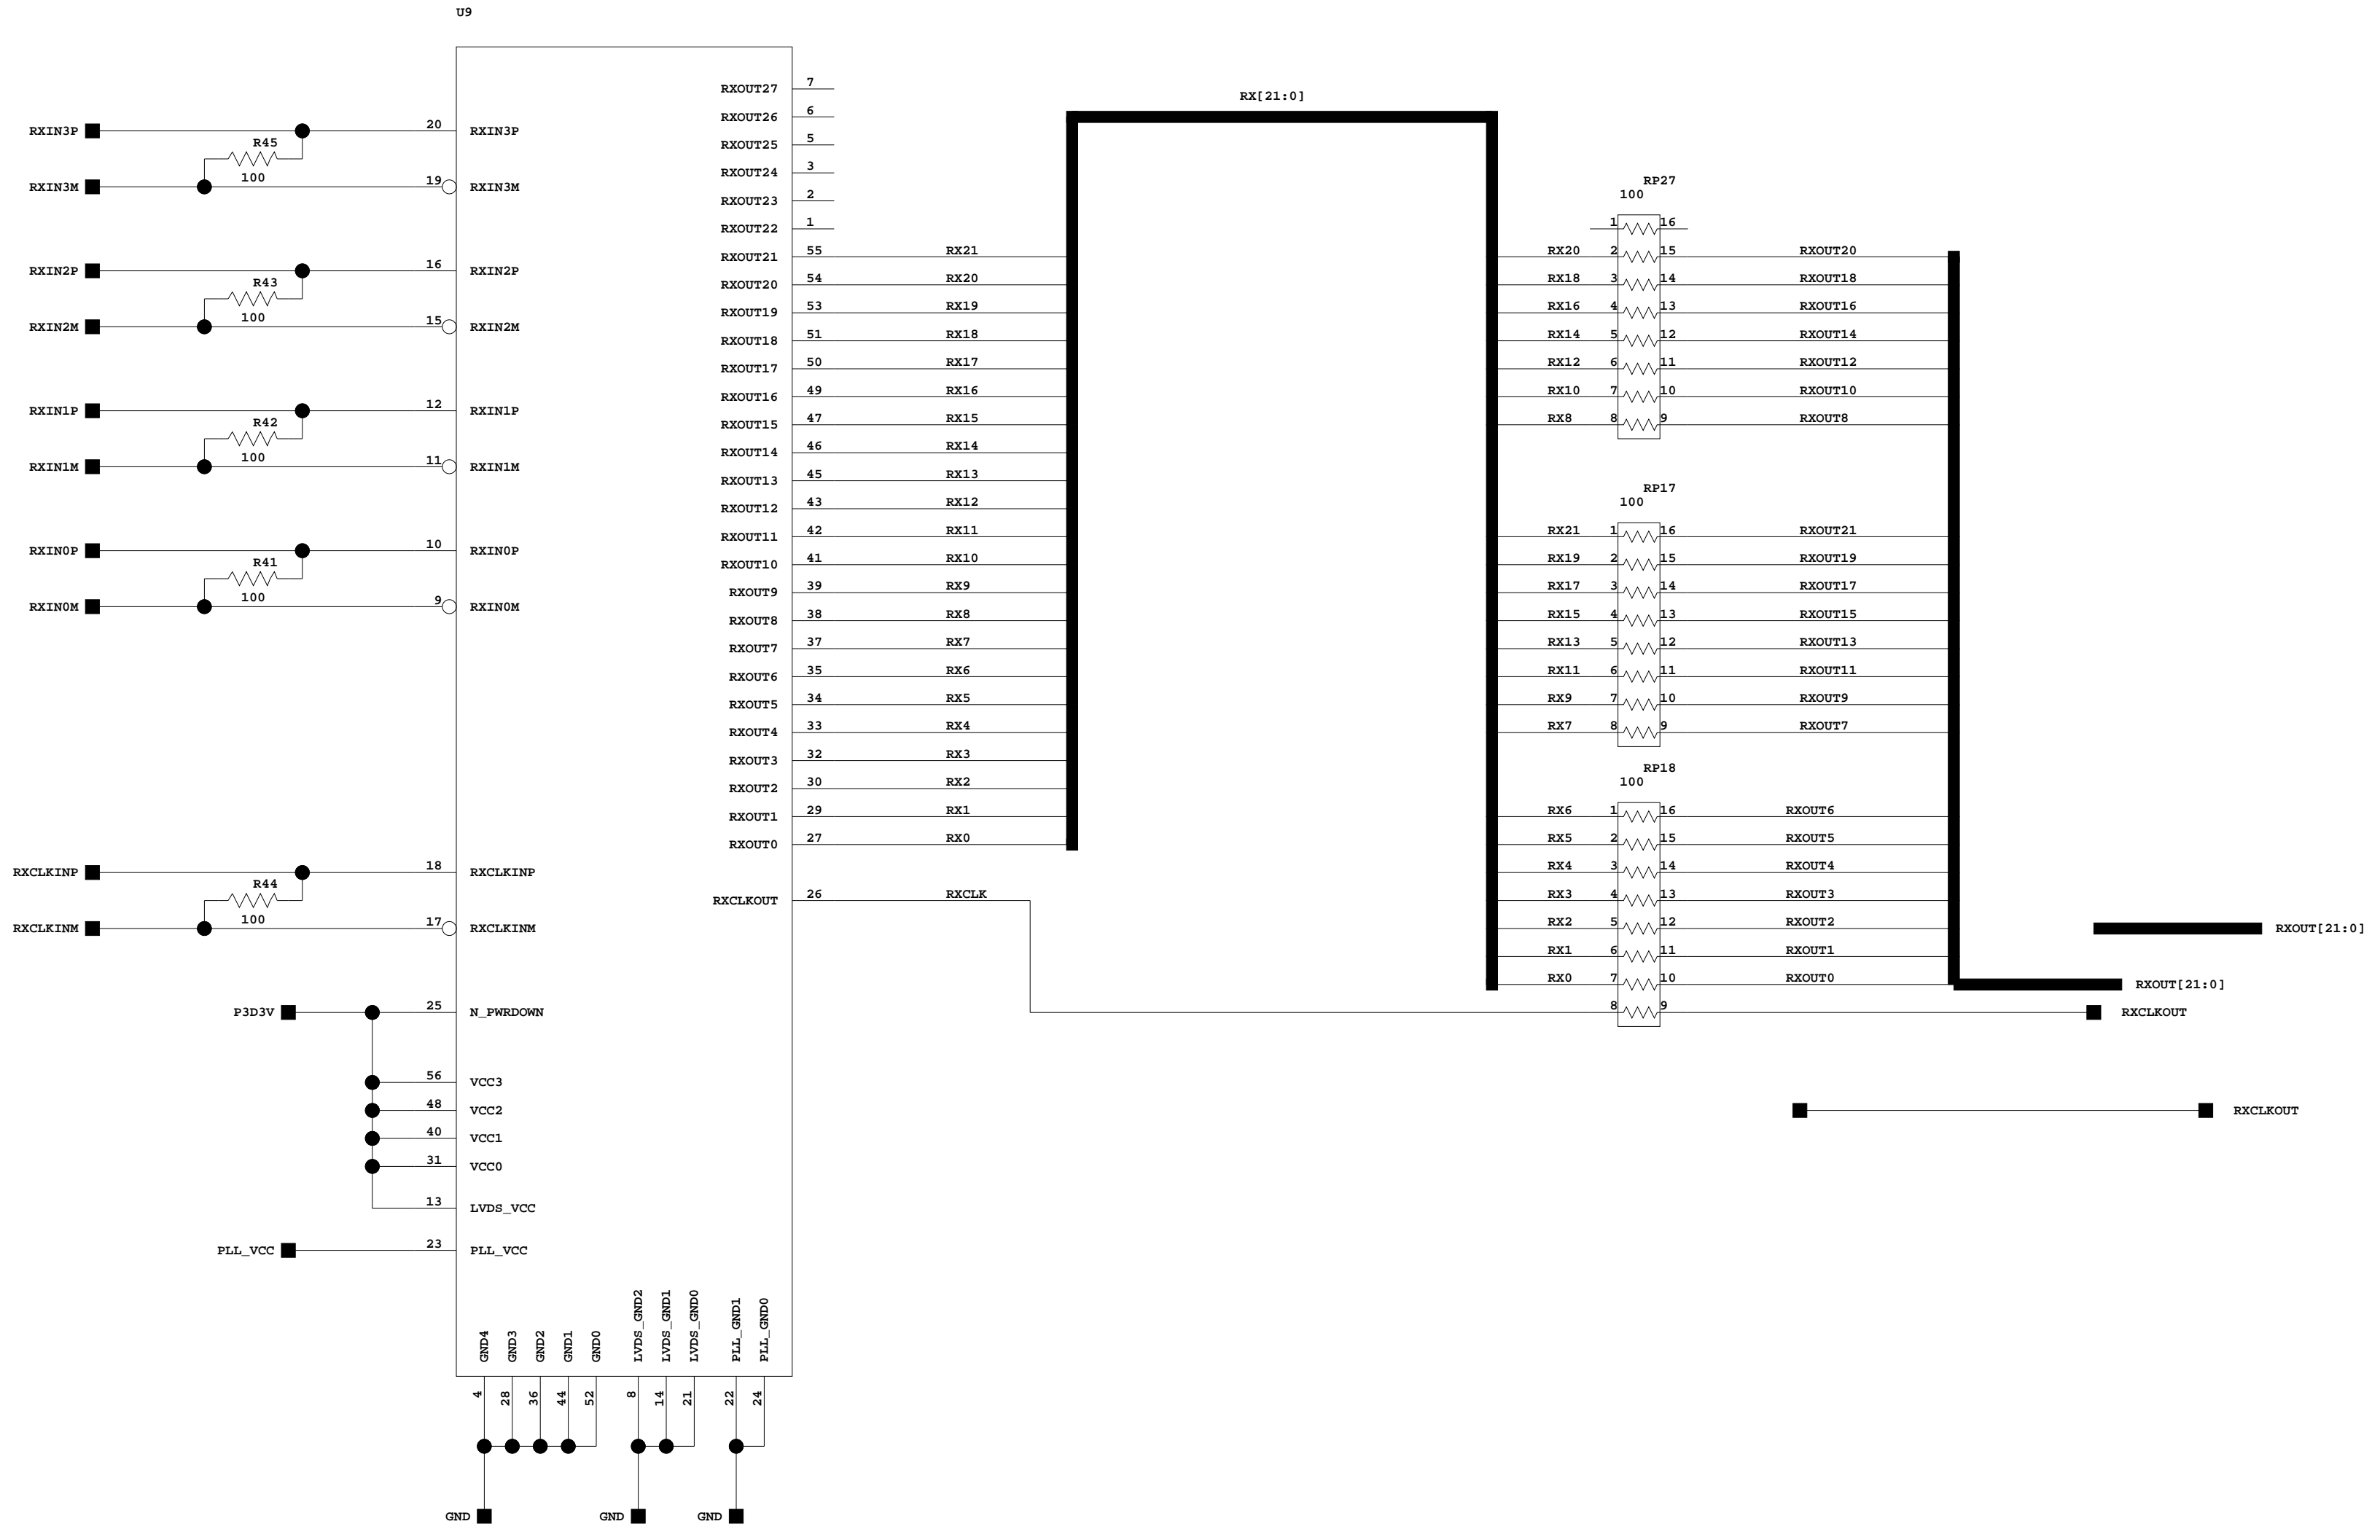 U9
RXIN3P 20 RXIN3P
R45
100
RXIN3M 19 RXIN3M
RXIN2P 16 RXIN2P
R43
100
RXIN2M 15 RXIN2M
RXIN1P 12 RXIN1P
R42
100
RXIN1M 11 RXIN1M
RXIN0P 10 RXIN0P
R41
100
RXIN0M 9 RXIN0M
RXCLKINP 18 RXCLKINP
R44
100
RXCLKINM 17 RXCLKINM
P3D3V 25 N_PWRDOWN
56 VCC3
48 VCC2
40 VCC1
31 VCC0
13 LVDS_VCC
PLL_VCC 23 PLL_VCC
RXOUT27 7
RXOUT26 6
RXOUT25 5
RXOUT24 3
RXOUT23 2
RXOUT22 1
RXOUT21 55 RX21
RXOUT20 54 RX20
RXOUT19 53 RX19
RXOUT18 51 RX18
RXOUT17 50 RX17
RXOUT16 49 RX16
RXOUT15 47 RX15
RXOUT14 46 RX14
RXOUT13 45 RX13
RXOUT12 43 RX12
RXOUT11 42 RX11
RXOUT10 41 RX10
RXOUT9 39 RX9
RXOUT8 38 RX8
RXOUT7 37 RX7
RXOUT6 35 RX6
RXOUT5 34 RX5
RXOUT4 33 RX4
RXOUT3 32 RX3
RXOUT2 30 RX2
RXOUT1 29 RX1
RXOUT0 27 RX0
RXCLKOUT 26 RXCLK
GND4 4
GND3 28
GND2 36
GND1 44
GND0 52
LVDS_GND2 8
LVDS_GND1 14
LVDS_GND0 21
PLL_GND1 22
PLL_GND0 24
GND
GND
GND
RX[21:0]
RP27
100
1 16
RX20 2 15 RXOUT20
RX18 3 14 RXOUT18
RX16 4 13 RXOUT16
RX14 5 12 RXOUT14
RX12 6 11 RXOUT12
RX10 7 10 RXOUT10
RX8 8 9 RXOUT8
RP17
100
RX21 1 16 RXOUT21
RX19 2 15 RXOUT19
RX17 3 14 RXOUT17
RX15 4 13 RXOUT15
RX13 5 12 RXOUT13
RX11 6 11 RXOUT11
RX9 7 10 RXOUT9
RX7 8 9 RXOUT7
RP18
100
RX6 1 16 RXOUT6
RX5 2 15 RXOUT5
RX4 3 14 RXOUT4
RX3 4 13 RXOUT3
RX2 5 12 RXOUT2
RX1 6 11 RXOUT1
RX0 7 10 RXOUT0
8 9
RXOUT[21:0]
RXOUT[21:0]
RXCLKOUT
RXCLKOUT